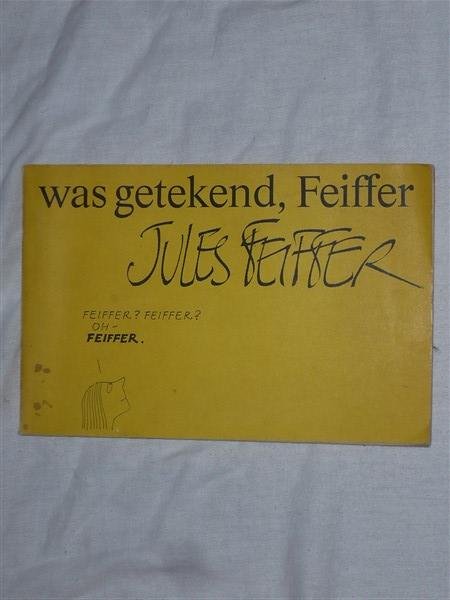 was getekend, Feiffer
JULES FEIFFER
FEIFFER? FEIFFER?
OH-
FEIFFER.